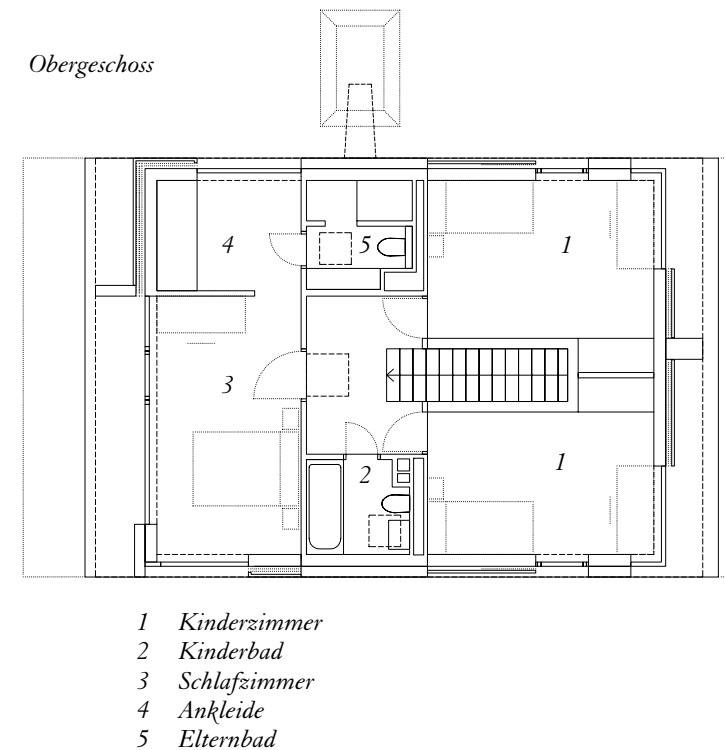 Obergeschoss
4
5
1
3
2
1
1 Kinderzimmer
2 Kinderbad
3 Schlafzimmer
4 Ankleide
5 Elternbad